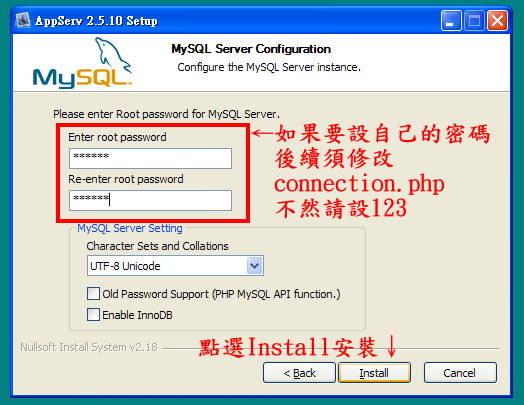 AppServ 2.5.10 Setup
MySQL
MySQL Server Configuration
Configure the MySQL Server instance.
Please enter Root password for MySQL Server.
Enter root password
******
Re-enter root password
******
←如果要設自己的密碼
後續須修改
connection.php
不然請設123
MySQL Server Setting
Character Sets and Collations
UTF-8 Unicode
Old Password Support (PHP MySQL API function.)
Enable InnoDB
Nullsoft Install System v2.18
點選Install安裝↓
< Back
Install
Cancel